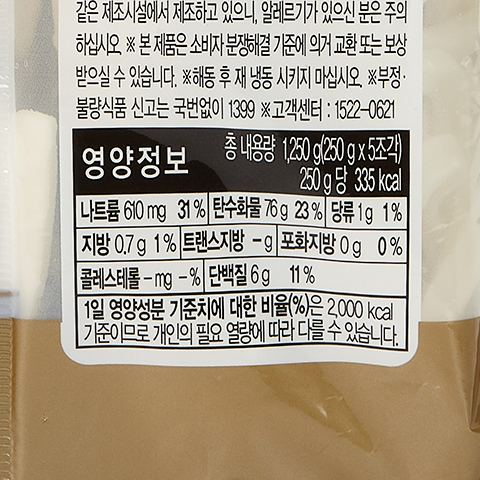 같은 제조시설에서 제조하고 있으니, 알레르기가 있으신 분은 주의
하십시오. ※ 본 제품은 소비자 분쟁해결 기준에 의거 교환 또는 보상
받으실 수 있습니다. ※해동 후 재 냉동 시키지 마십시오. ※부정·
불량식품 신고는 국번없이 1399 ※고객센터 : 1522-0621
영양정보
총 내용량 1,250 g(250 g x 5조각)
250 g 당 335 kcal
나트륨 610 mg 31 % 탄수화물 76 g 23 % 당류 1 g 1 %
지방 0.7 g 1 % 트랜스지방 – g 포화지방 0 g 0 %
콜레스테롤 – mg – % 단백질 6 g 11 %
1일 영양성분 기준치에 대한 비율(%)은 2,000 kcal
기준이므로 개인의 필요 열량에 따라 다를 수 있습니다.